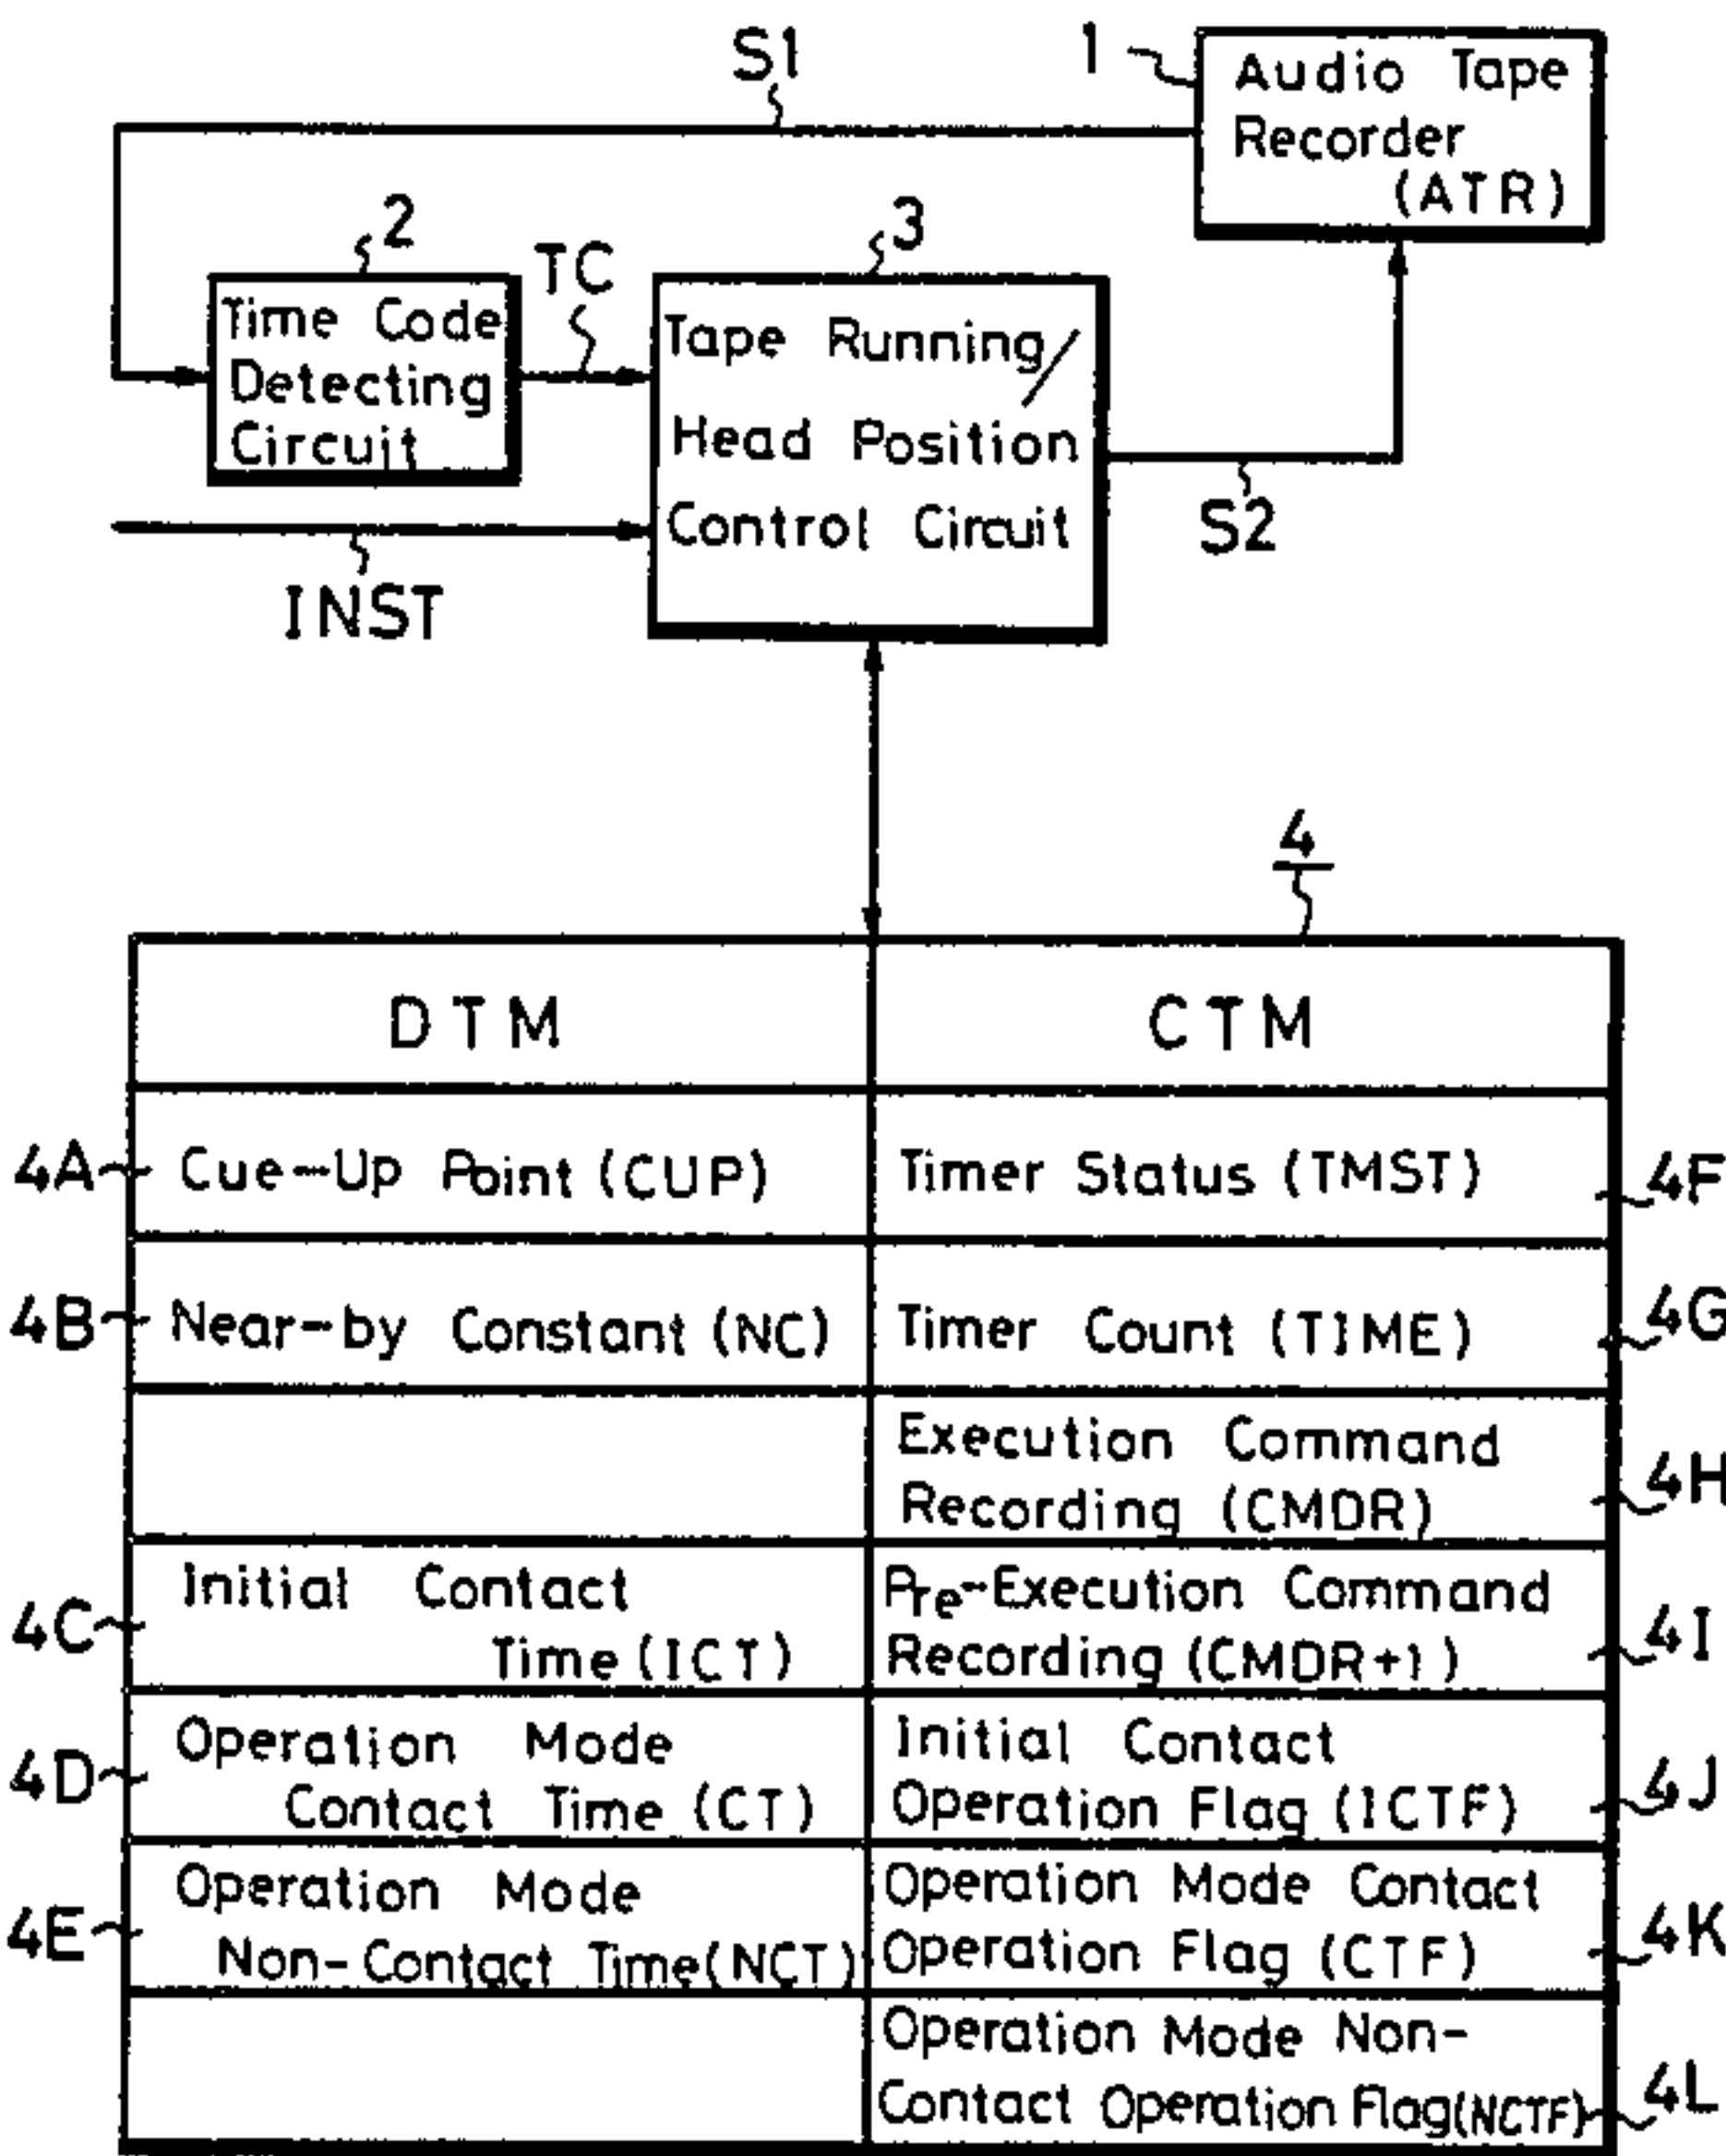 S1
1
Audio Tape
Recorder
(ATR)
2
TC
3
Time Code
Detecting
Circuit
Tape Running/
Head Position
Control Circuit
S2
INST
4
DTM
CTM
4A
Cue-Up Point (CUP)
Timer Status (TMST)
4F
4B
Near-by Constant (NC)
Timer Count (TIME)
4G
Execution Command
Recording (CMDR)
4H
4C
Initial Contact
Time (ICT)
Pre-Execution Command
Recording (CMDR+1)
4I
4D
Operation Mode
Contact Time (CT)
Initial Contact
Operation Flag (ICTF)
4J
4E
Operation Mode
Non-Contact Time (NCT)
Operation Mode Contact
Operation Flag (CTF)
4K
Operation Mode Non-
Contact Operation Flag (NCTF)
4L